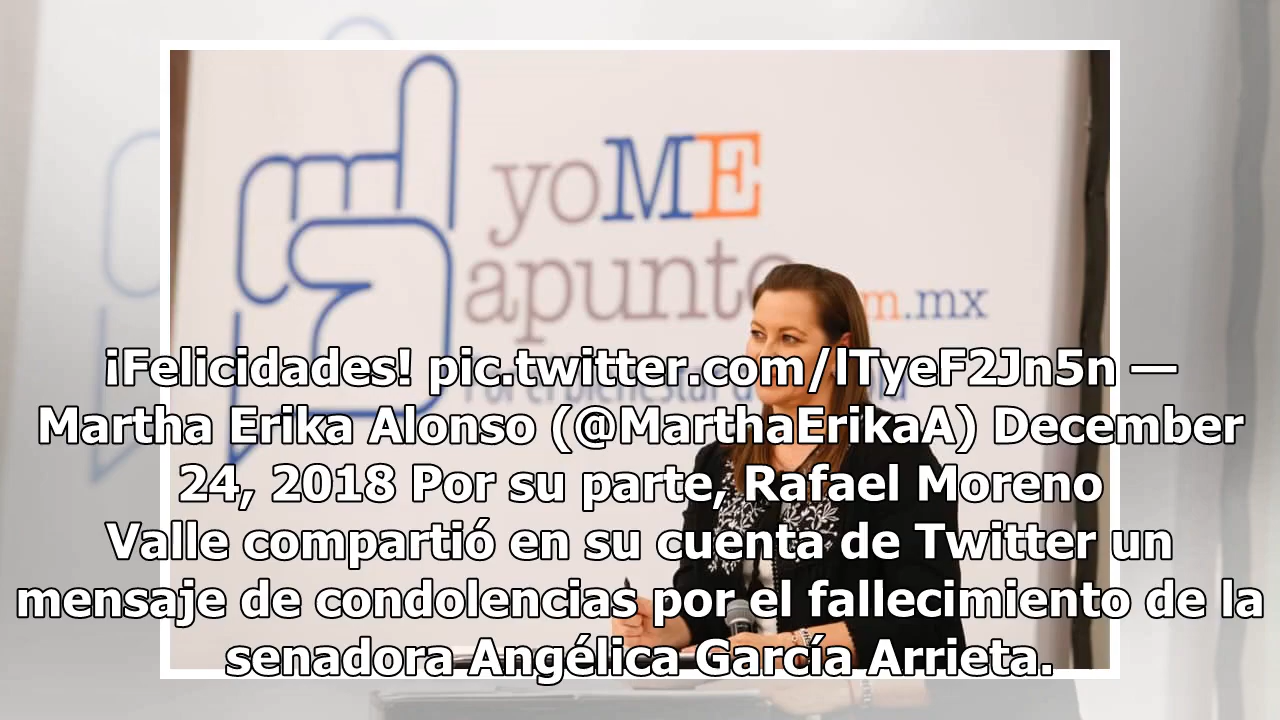 yoME
apunto
.mx
¡Felicidades! pic.twitter.com/lTyeF2Jn5n —
Martha Erika Alonso (@MarthaErikaA) December
24, 2018 Por su parte, Rafael Moreno
Valle compartió en su cuenta de Twitter un
mensaje de condolencias por el fallecimiento de la
senadora Angélica García Arrieta.